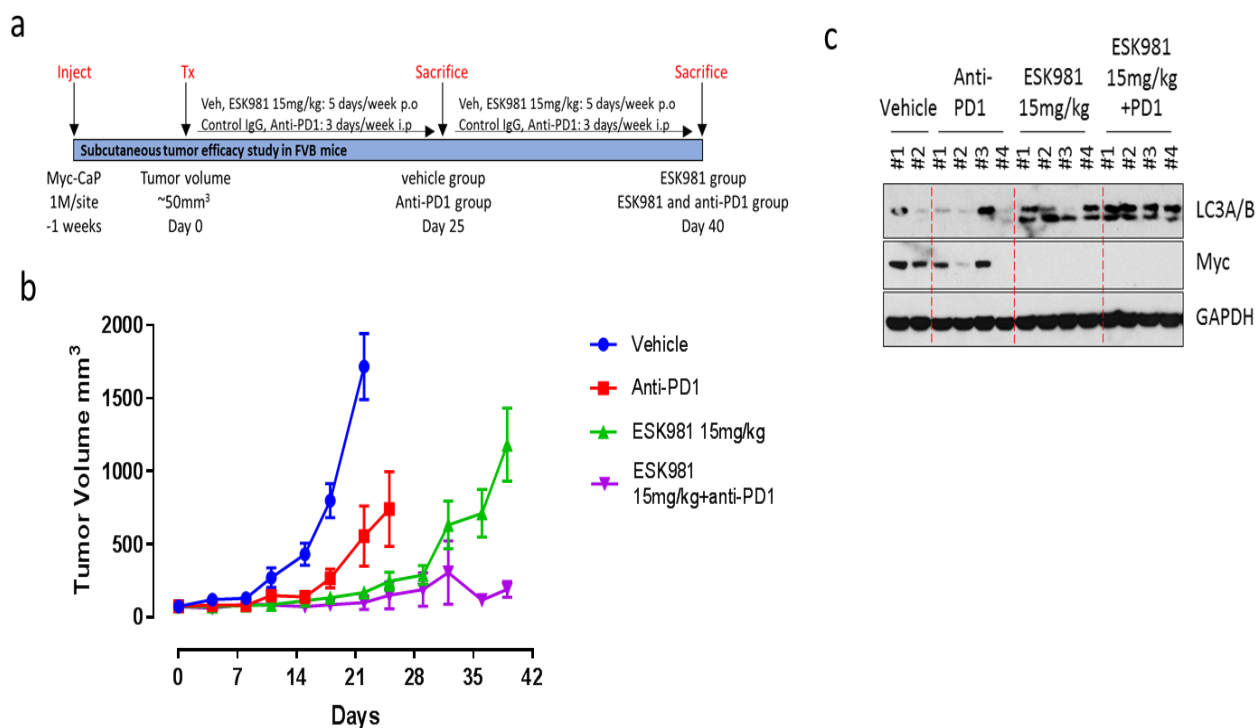 a
Inject
Tx
Sacrifice
Sacrifice
Veh, ESK981 15mg/kg: 5 days/week p.o
Control IgG, Anti-PD1: 3 days/week i.p
Veh, ESK981 15mg/kg: 5 days/week p.o
Control IgG, Anti-PD1: 3 days/week i.p
Subcutaneous tumor efficacy study in FVB mice
Myc-CaP
1M/site
-1 weeks
Tumor volume
~50mm³
Day 0
vehicle group
Anti-PD1 group
Day 25
ESK981 group
ESK981 and anti-PD1 group
Day 40
b
Tumor Volume mm³
2000
1500
1000
500
0
0 7 14 21 28 35 42
Days
Vehicle
Anti-PD1
ESK981 15mg/kg
ESK981
15mg/kg+anti-PD1
c
Vehicle
Anti-
PD1
ESK981
15mg/kg
ESK981
15mg/kg
+PD1
#1 #2 #1 #2 #3 #4 #1 #2 #3 #4 #1 #2 #3 #4
LC3A/B
Myc
GAPDH